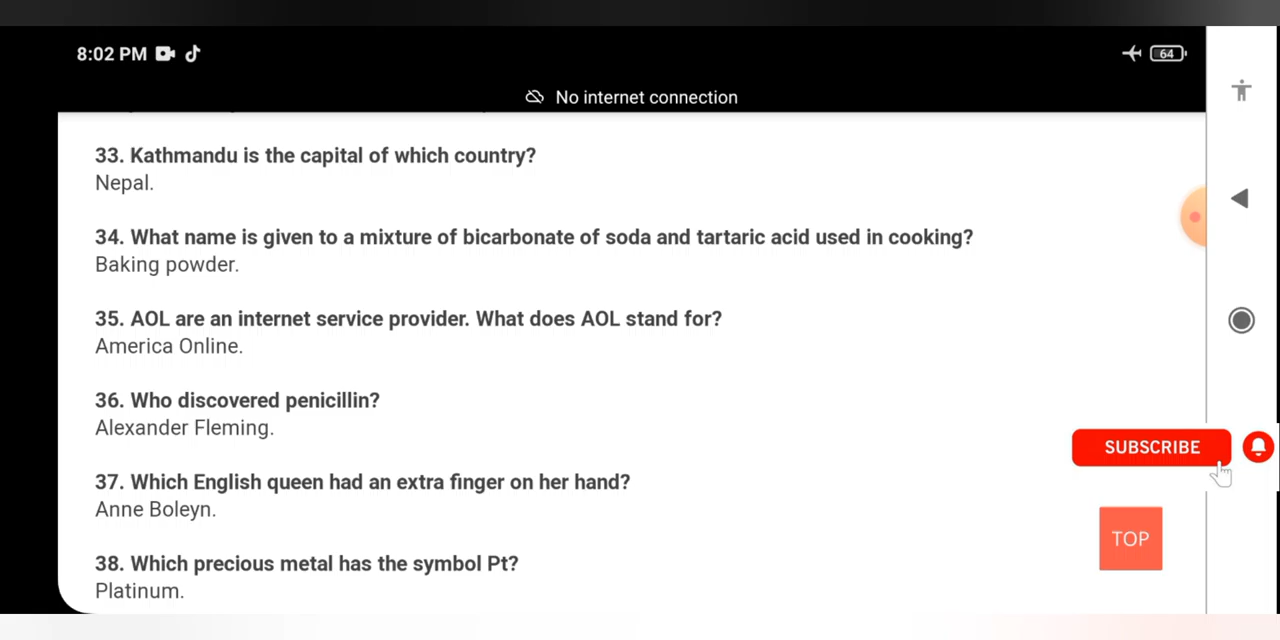 8:02 PM
64
No internet connection
33. Kathmandu is the capital of which country?
Nepal.
34. What name is given to a mixture of bicarbonate of soda and tartaric acid used in cooking?
Baking powder.
35. AOL are an internet service provider. What does AOL stand for?
America Online.
36. Who discovered penicillin?
Alexander Fleming.
SUBSCRIBE
37. Which English queen had an extra finger on her hand?
Anne Boleyn.
TOP
38. Which precious metal has the symbol Pt?
Platinum.